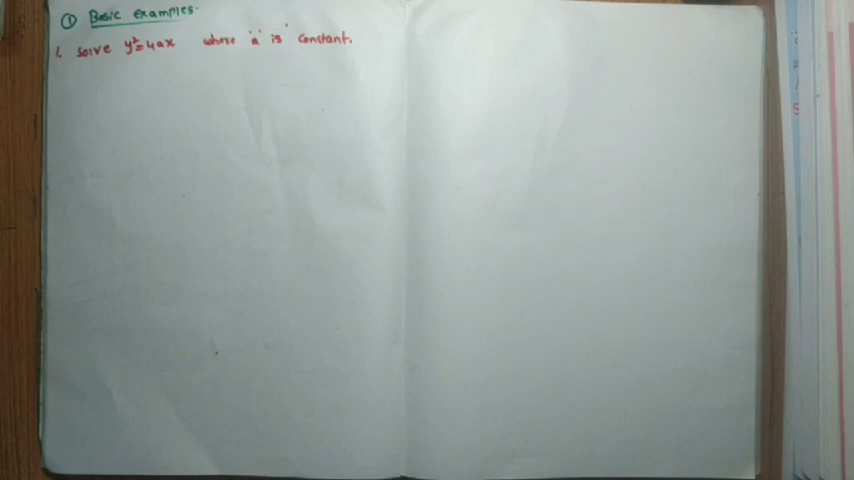 ① Basic examples.
1. solve y²=4ax where 'a' is constant.